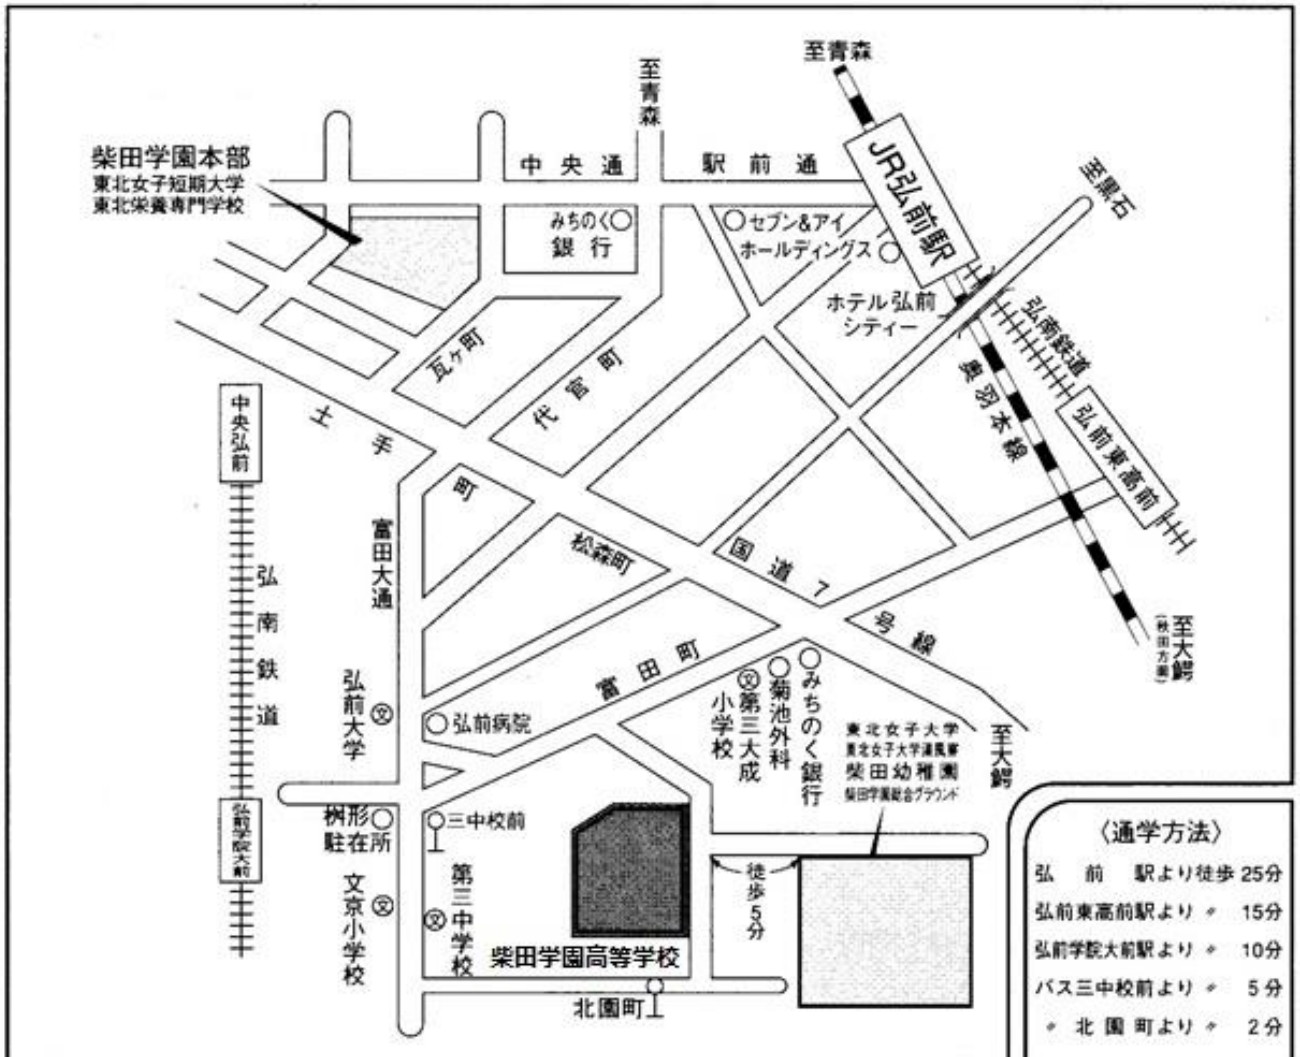 至青森
至青森
柴田学園本部
東北女子短期大学
東北栄養専門学校
中央通
駅前通
JR弘前駅
至黒石
みちのく
銀行
セブン&アイ
ホールディングス
ホテル弘前
シティー
弘南鉄道
奥羽本線
弘前東高前
瓦ヶ町
代官町
土手町
中央弘前
富田大通
松森町
国道7号線
弘南鉄道
富田町
至大鰐
(秋田方面)
弘前大学
文
弘前病院
文
第三大成
小学校
菊池外科
みちのく銀行
東北女子大学
東北女子大学清風寮
柴田幼稚園
柴田学園総合グラウンド
至大鰐
弘前学院大前
桝形
駐在所
三中校前
文京小学校
文
第三中学校
文
柴田学園高等学校
徒歩5分
北園町
〈通学方法〉
弘前駅より徒歩25分
弘前東高前駅より〃15分
弘前学院大前駅より〃10分
バス三中校前より〃5分
〃北園町より〃2分